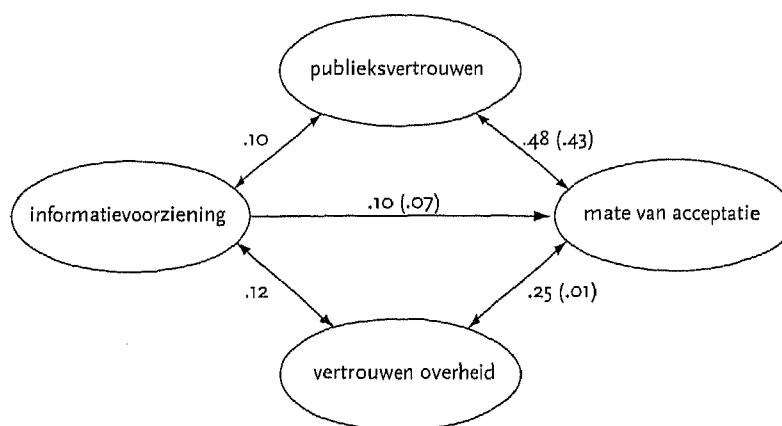 publieksvertrouwen
.10
.48 (.43)
informatievoorziening
.10 (.07)
mate van acceptatie
.12
.25 (.01)
vertrouwen overheid